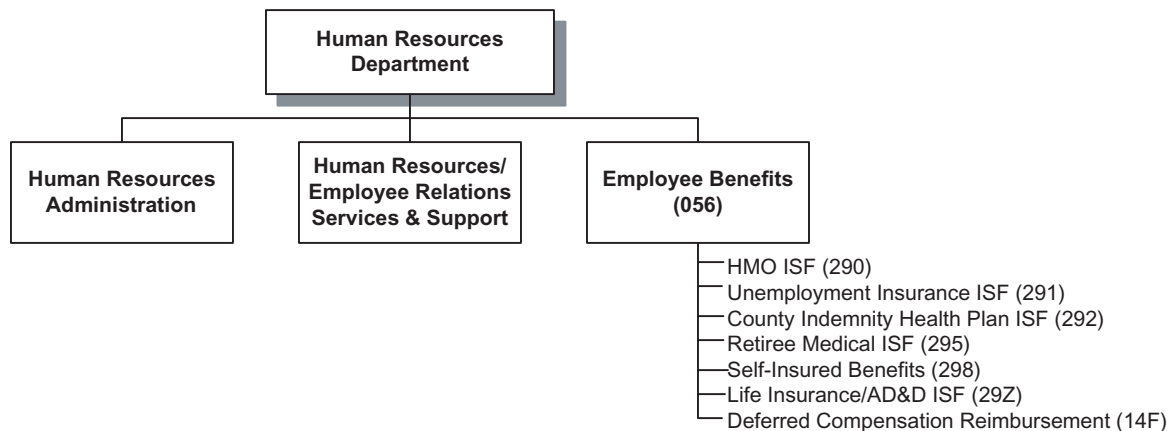 Human Resources
Department
Human Resources
Administration
Human Resources/
Employee Relations
Services & Support
Employee Benefits
(056)
HMO ISF (290)
Unemployment Insurance ISF (291)
County Indemnity Health Plan ISF (292)
Retiree Medical ISF (295)
Self-Insured Benefits (298)
Life Insurance/AD&D ISF (29Z)
Deferred Compensation Reimbursement (14F)